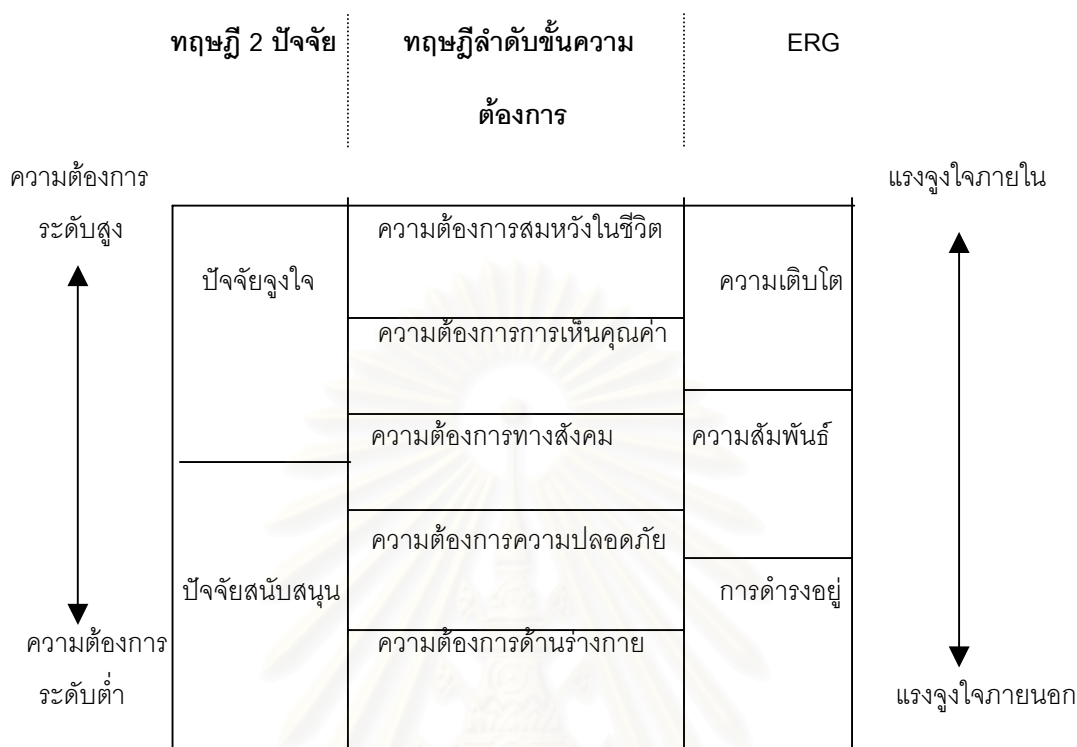 ทฤษฎี 2 ปัจจัย
ทฤษฎีลำดับขั้นความ
ต้องการ
ERG
ความต้องการ
ระดับสูง
แรงจูงใจภายใน
ความต้องการสมหวังในชีวิต
ปัจจัยจูงใจ
ความเติบโต
ความต้องการการเห็นคุณค่า
ความต้องการทางสังคม
ความสัมพันธ์
ความต้องการความปลอดภัย
ปัจจัยสนับสนุน
การดำรงอยู่
ความต้องการด้านร่างกาย
ความต้องการ
ระดับต่ำ
แรงจูงใจภายนอก